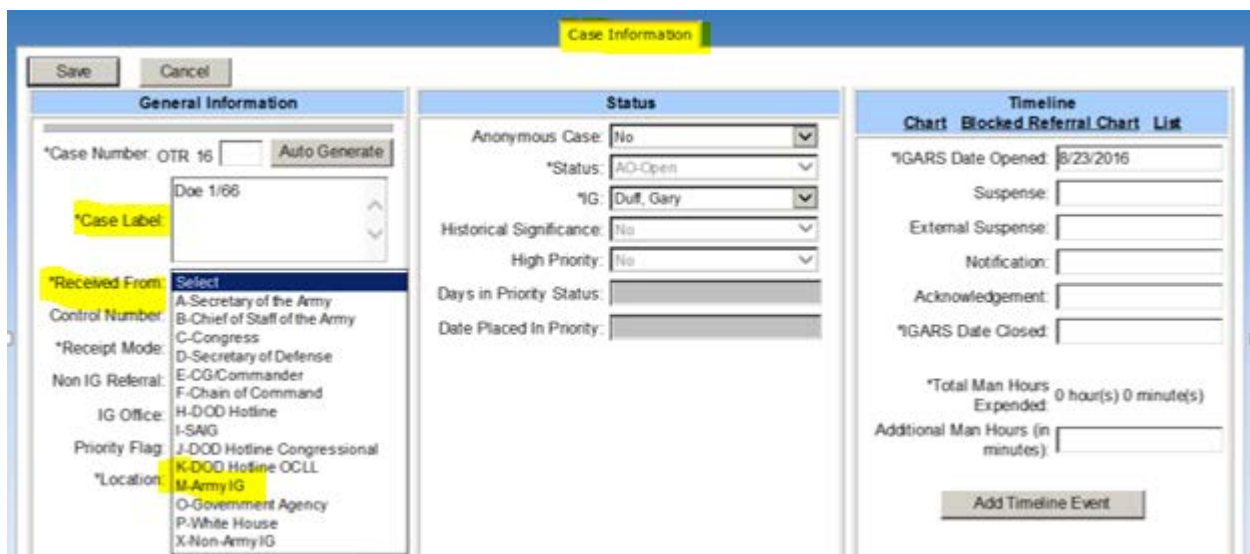 Case Information
Save Cancel
General Information
*Case Number: OTR 16 Auto Generate
*Case Label: Doe 1/66
*Received From: Select
A-Secretary of the Army
Control Number: B-Chief of Staff of the Army
C-Congress
*Receipt Mode: D-Secretary of Defense
E-CG/Commander
Non IG Referral: F-Chain of Command
IG Office: H-DOD Hotline
I-SAIG
Priority Flag: J-DOD Hotline Congressional
K-DOD Hotline OCLL
*Location: M-Army IG
O-Government Agency
P-White House
X-Non-Army IG
Status
Anonymous Case: No
*Status: AO-Open
*IG: Duff, Gary
Historical Significance: No
High Priority: No
Days in Priority Status:
Date Placed In Priority:
Timeline
Chart Blocked Referral Chart List
*IGARS Date Opened: 8/23/2016
Suspense:
External Suspense:
Notification:
Acknowledgement:
*IGARS Date Closed:
*Total Man Hours Expended: 0 hour(s) 0 minute(s)
Additional Man Hours (in minutes):
Add Timeline Event